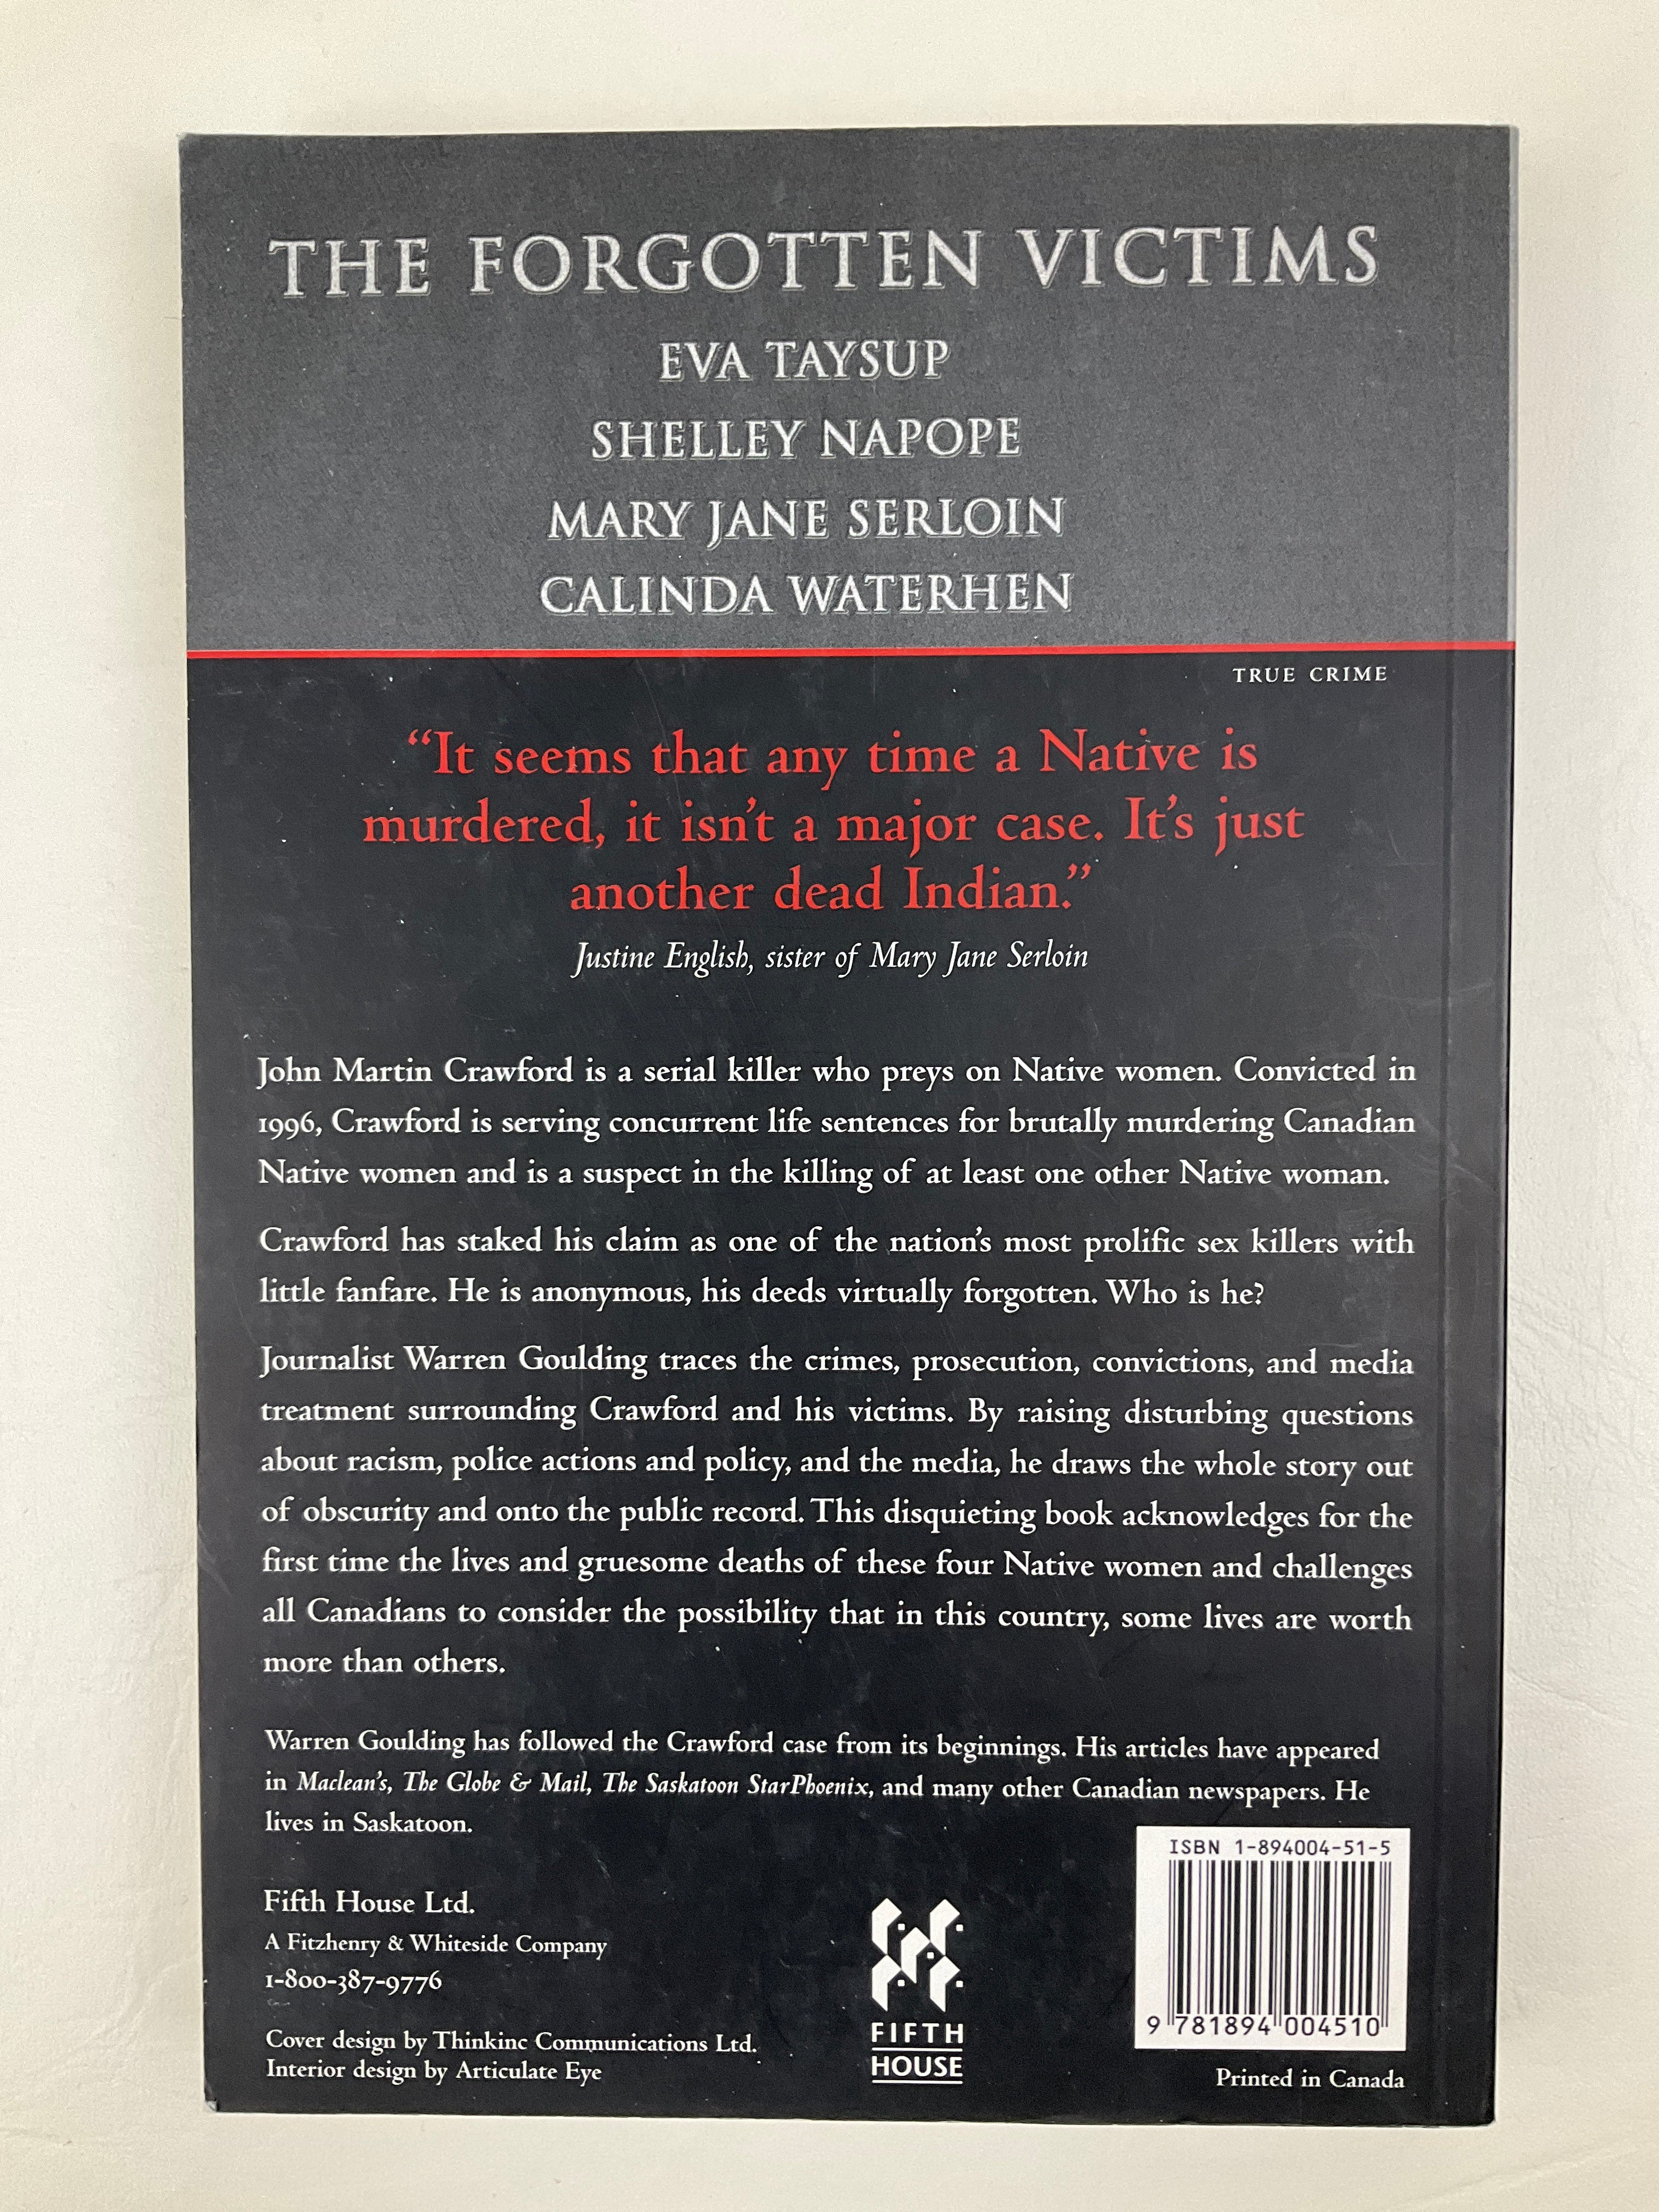 THE FORGOTTEN VICTIMS
EVA TAYSUP
SHELLEY NAPOPE
MARY JANE SERLOIN
CALINDA WATERHEN
TRUE CRIME
“It seems that any time a Native is
murdered, it isn’t a major case. It’s just
another dead Indian.”
Justine English, sister of Mary Jane Serloin
John Martin Crawford is a serial killer who preys on Native women. Convicted in
1996, Crawford is serving concurrent life sentences for brutally murdering Canadian
Native women and is a suspect in the killing of at least one other Native woman.
Crawford has staked his claim as one of the nation’s most prolific sex killers with
little fanfare. He is anonymous, his deeds virtually forgotten. Who is he?
Journalist Warren Goulding traces the crimes, prosecution, convictions, and media
treatment surrounding Crawford and his victims. By raising disturbing questions
about racism, police actions and policy, and the media, he draws the whole story out
of obscurity and onto the public record. This disquieting book acknowledges for the
first time the lives and gruesome deaths of these four Native women and challenges
all Canadians to consider the possibility that in this country, some lives are worth
more than others.
Warren Goulding has followed the Crawford case from its beginnings. His articles have appeared
in Maclean’s, The Globe & Mail, The Saskatoon StarPhoenix, and many other Canadian newspapers. He
lives in Saskatoon.
Fifth House Ltd.
A Fitzhenry & Whiteside Company
1-800-387-9776
Cover design by Thinkinc Communications Ltd.
Interior design by Articulate Eye
FIFTH
HOUSE
ISBN 1-894004-51-5
9 781894 004510
Printed in Canada